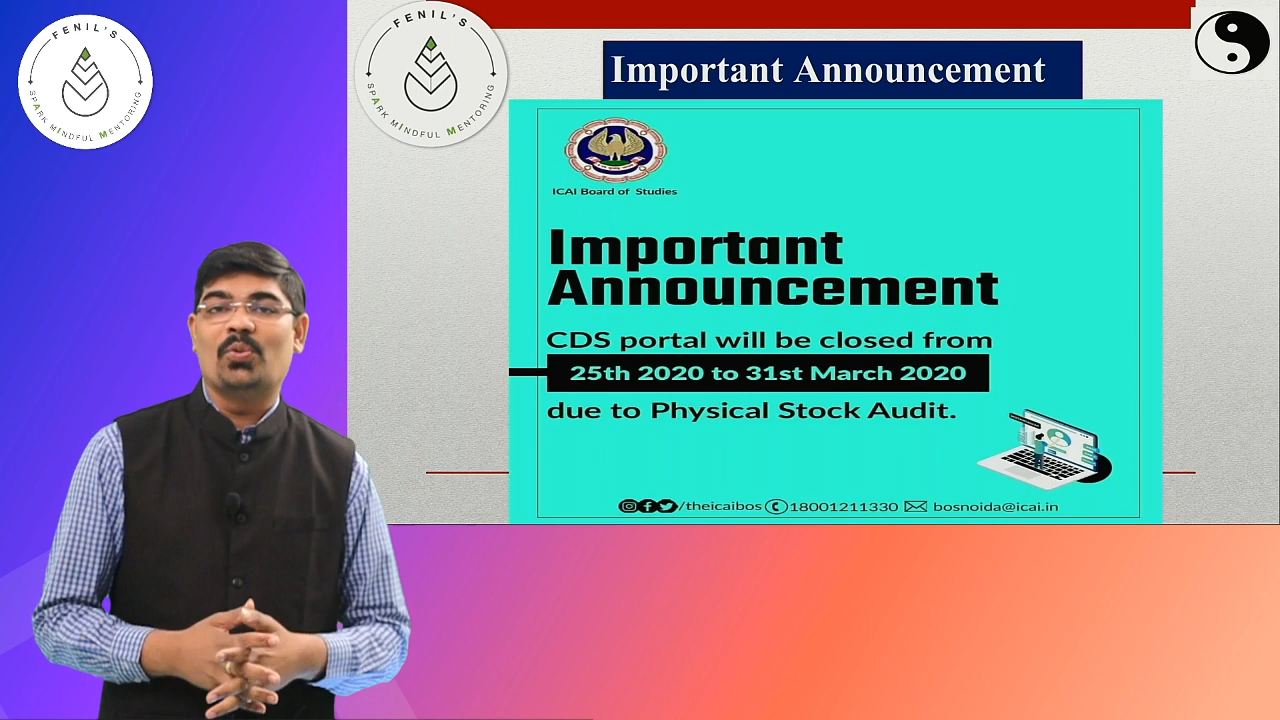 FENIL'S
SPARK MINDFUL MENTORING
FENIL'S
SPARK MINDFUL MENTORING
Important Announcement
ICAI Board of Studies
Important
Announcement
CDS portal will be closed from
25th 2020 to 31st March 2020
due to Physical Stock Audit.
/theicaibos 18001211330 bosnoida@icai.in